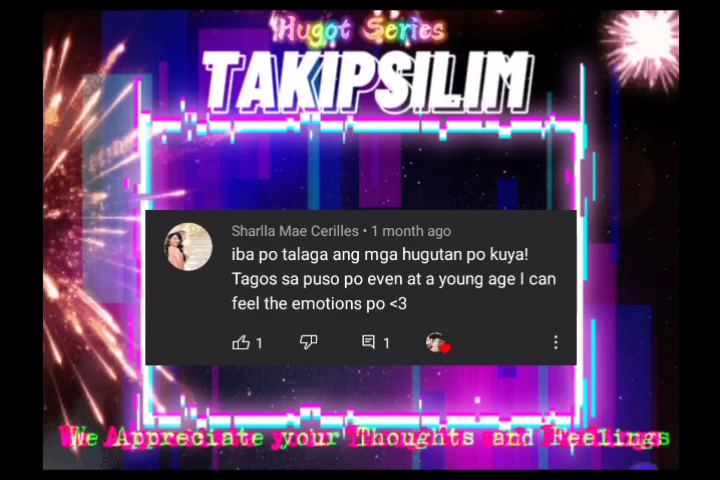 Hugot Series
TAKIPSILIM
Sharlla Mae Cerilles • 1 month ago
iba po talaga ang mga hugutan po kuya!
Tagos sa puso po even at a young age I can
feel the emotions po <3
1 1
We Appreciate your Thoughts and Feelings